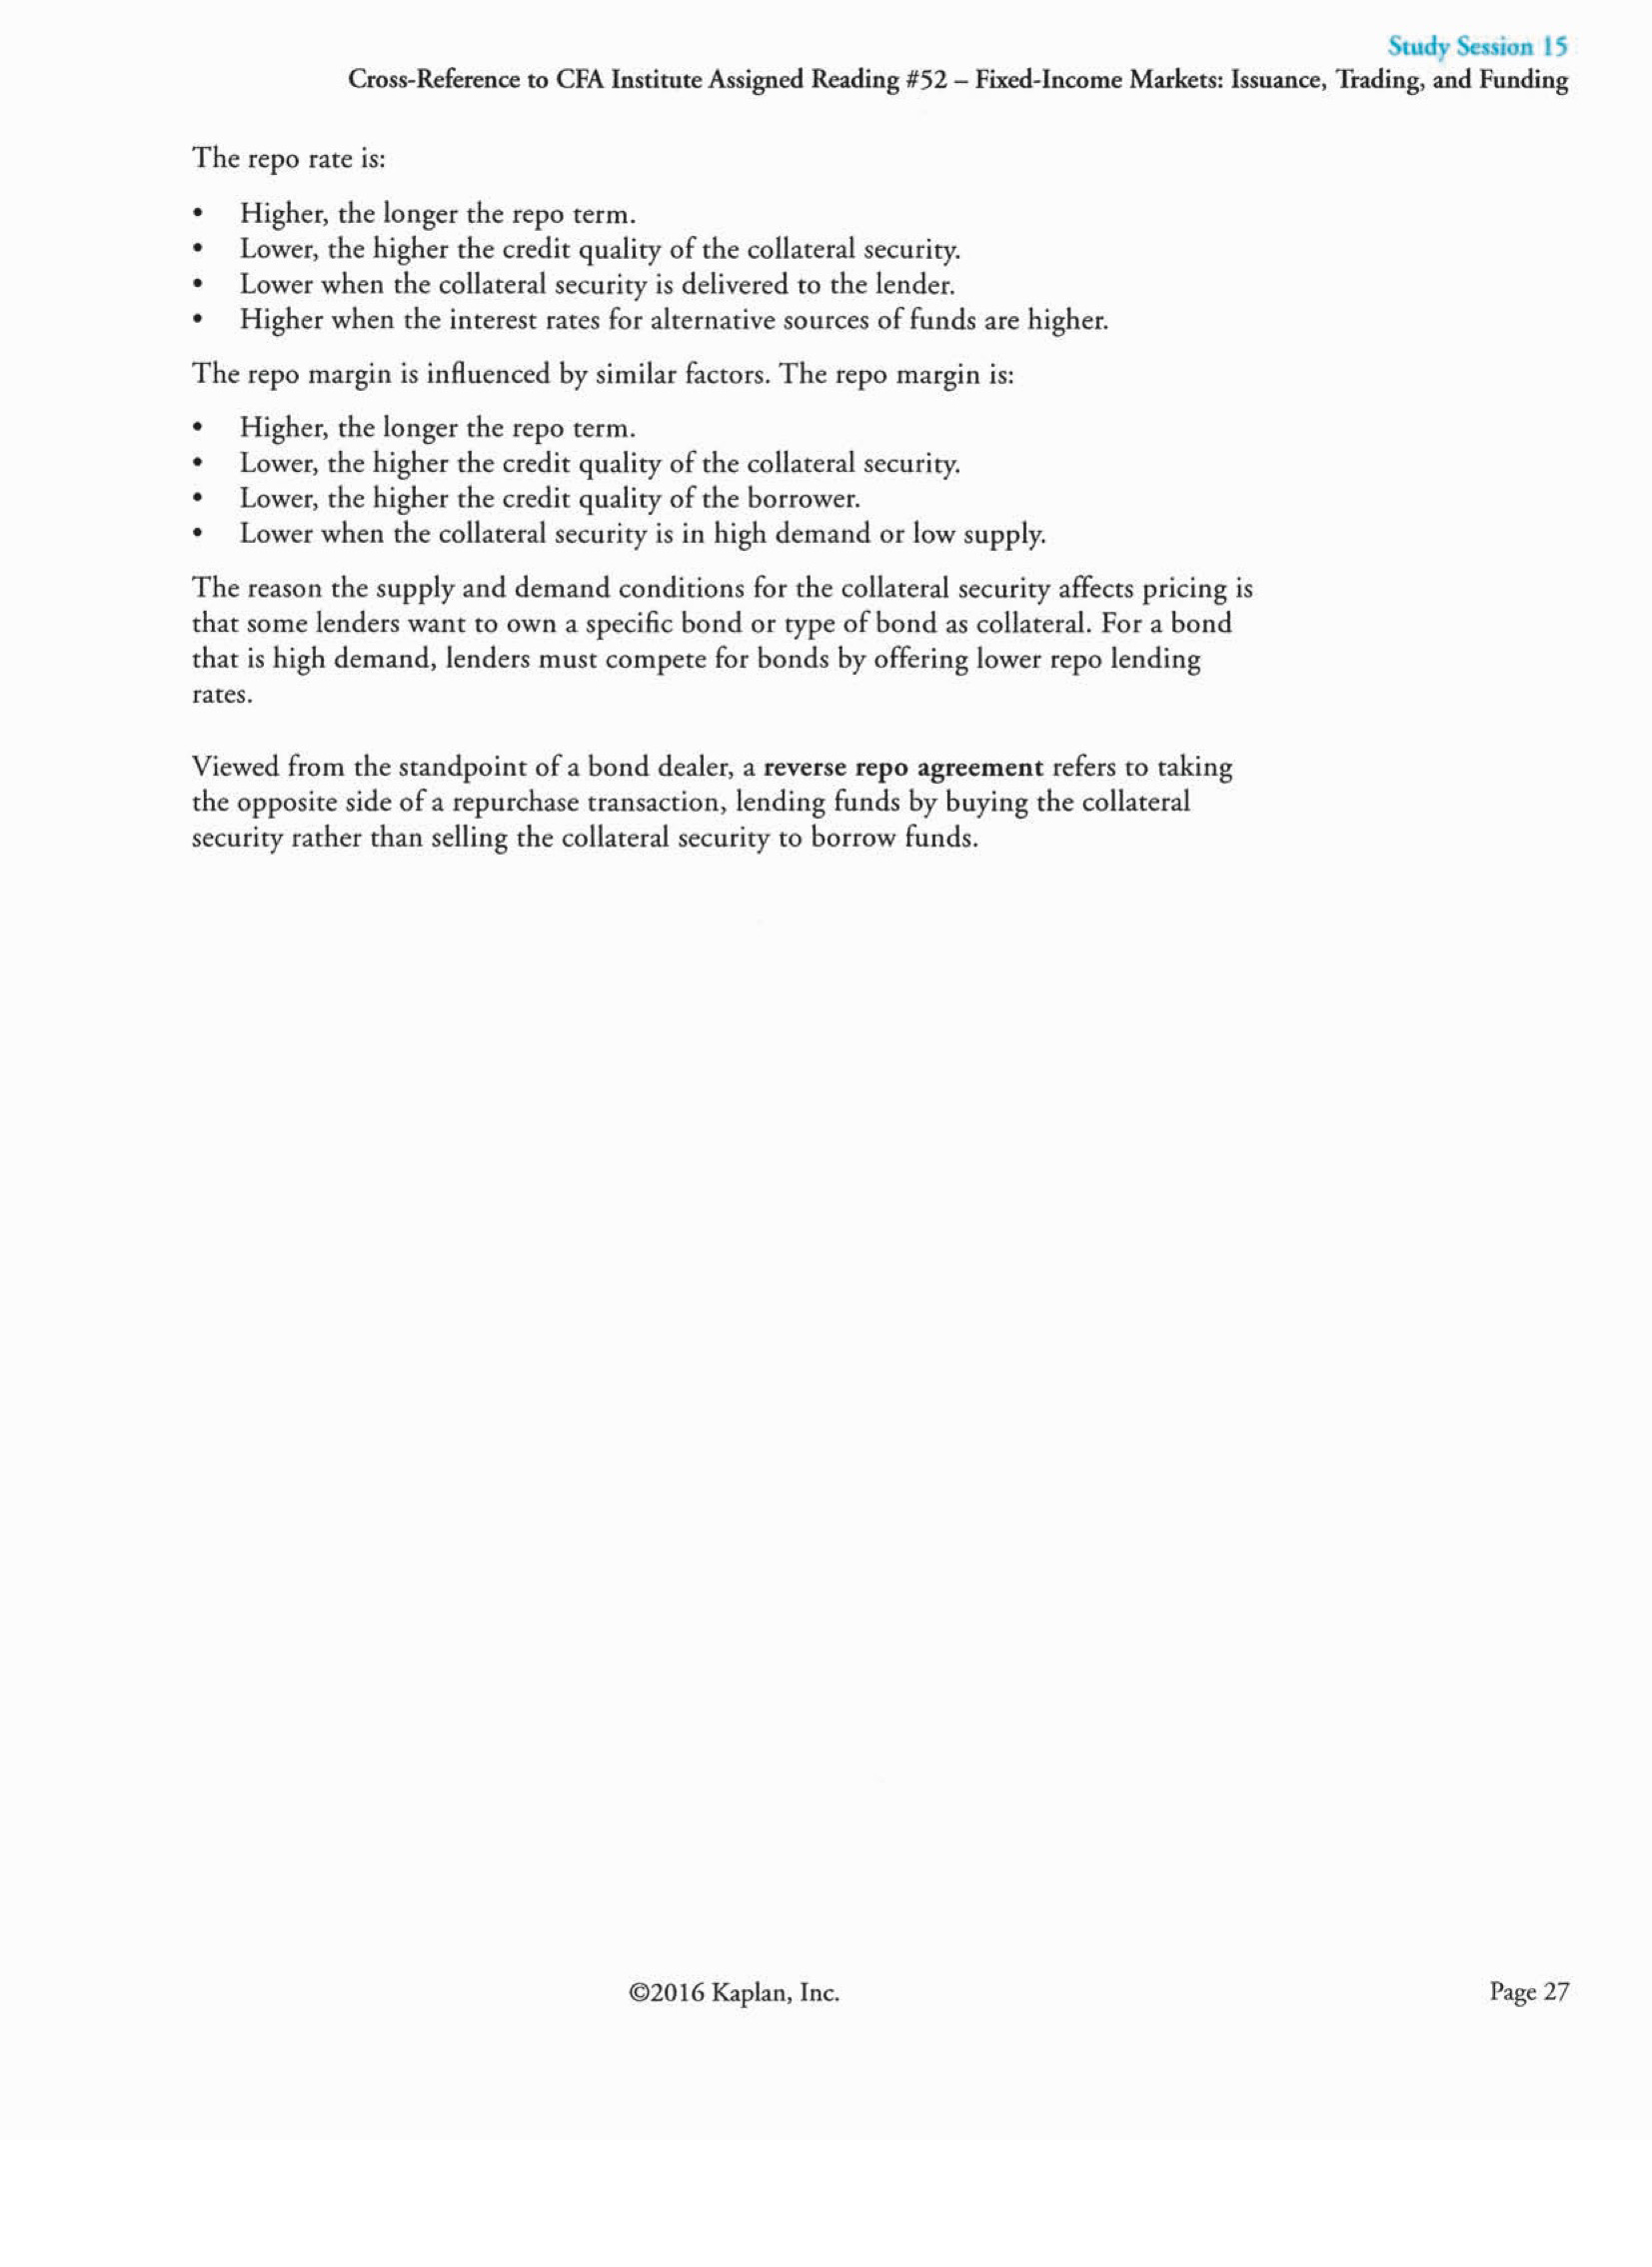 Study Session 15
Cross-Reference to CFA Institute Assigned Reading #52 – Fixed-Income Markets: Issuance, Trading, and Funding
The repo rate is:
• Higher, the longer the repo term.
• Lower, the higher the credit quality of the collateral security.
• Lower when the collateral security is delivered to the lender.
• Higher when the interest rates for alternative sources of funds are higher.
The repo margin is influenced by similar factors. The repo margin is:
• Higher, the longer the repo term.
• Lower, the higher the credit quality of the collateral security.
• Lower, the higher the credit quality of the borrower.
• Lower when the collateral security is in high demand or low supply.
The reason the supply and demand conditions for the collateral security affects pricing is
that some lenders want to own a specific bond or type of bond as collateral. For a bond
that is high demand, lenders must compete for bonds by offering lower repo lending
rates.
Viewed from the standpoint of a bond dealer, a reverse repo agreement refers to taking
the opposite side of a repurchase transaction, lending funds by buying the collateral
security rather than selling the collateral security to borrow funds.
©2016 Kaplan, Inc.
Page 27